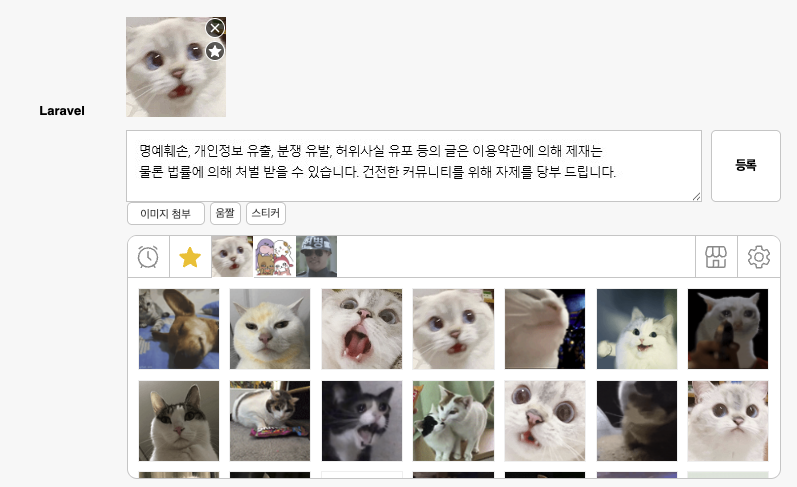 Laravel
명예훼손, 개인정보 유출, 분쟁 유발, 허위사실 유포 등의 글은 이용약관에 의해 제재는
물론 법률에 의해 처벌 받을 수 있습니다. 건전한 커뮤니티를 위해 자제를 당부 드립니다.
등록
이미지 첨부
움짤
스티커